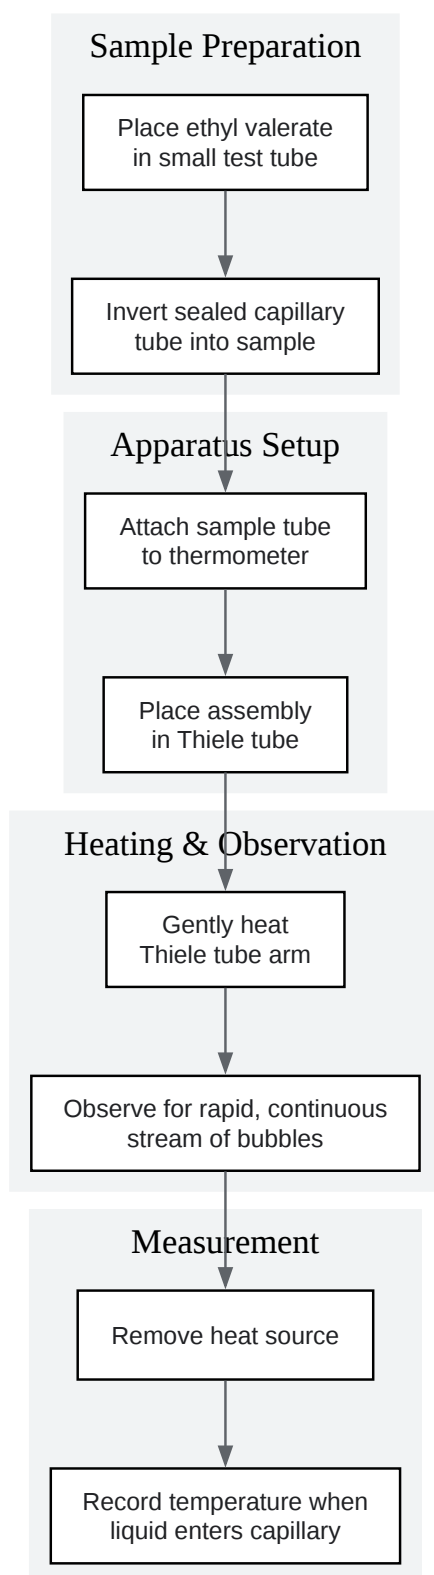 Sample Preparation
Place ethyl valerate
in small test tube
Invert sealed capillary
tube into sample
Apparatus Setup
Attach sample tube
to thermometer
Place assembly
in Thiele tube
Heating & Observation
Gently heat
Thiele tube arm
Observe for rapid, continuous
stream of bubbles
Measurement
Remove heat source
Record temperature when
liquid enters capillary